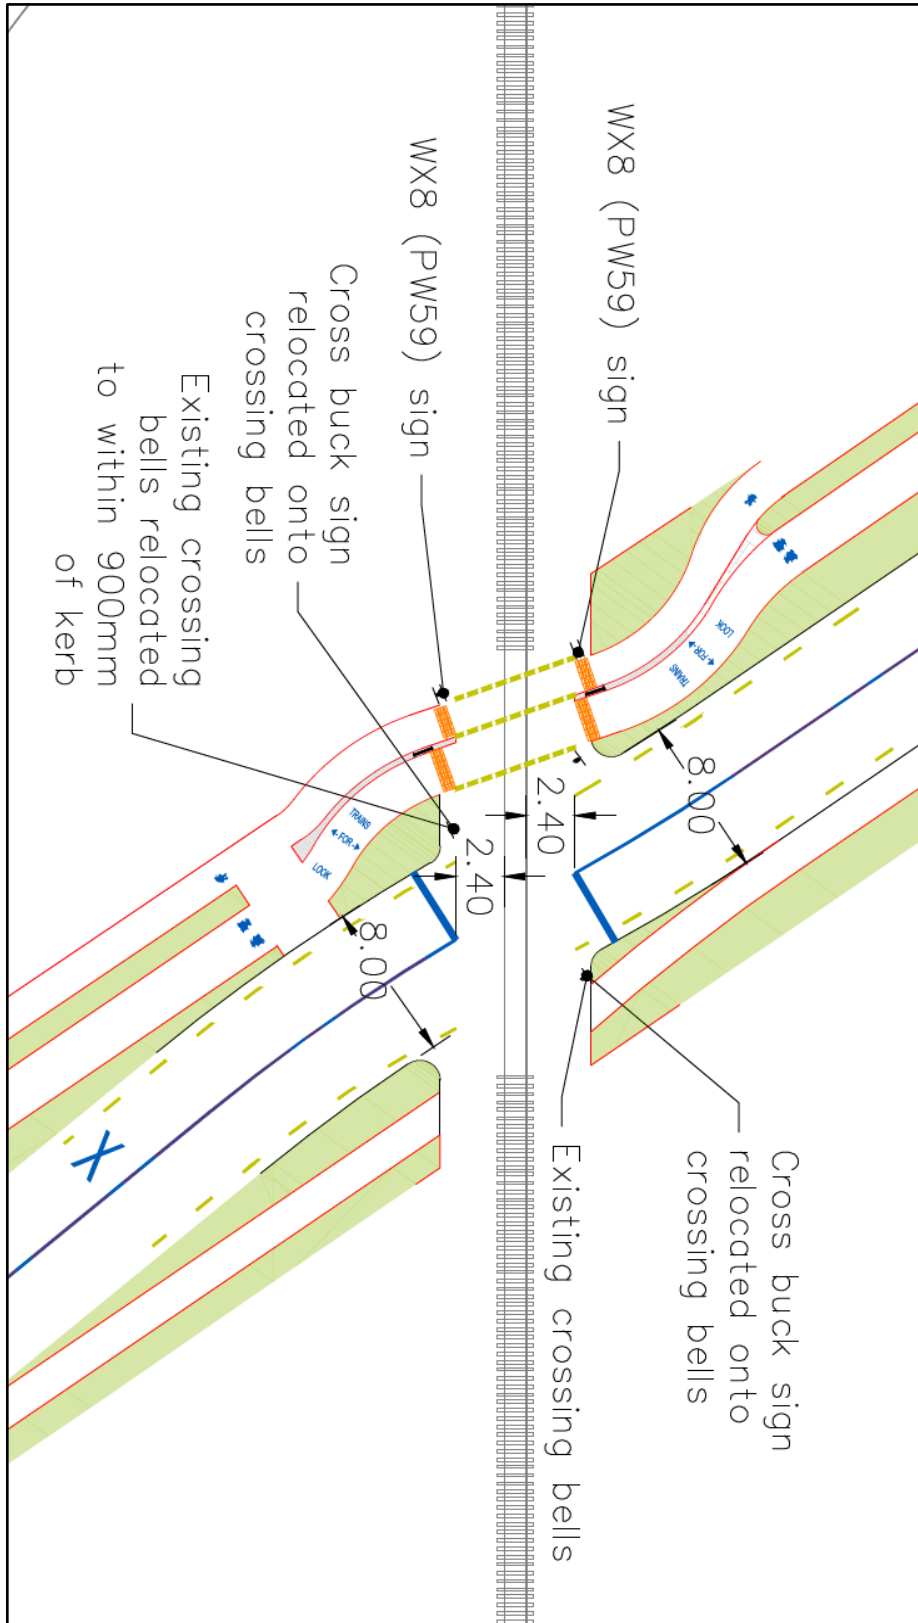 WX8 (PW59) sign
WX8 (PW59) sign
Cross buck sign
relocated onto
crossing bells
Existing crossing
bells relocated
to within 900mm
of kerb
LOOK
FOR
TRAINS
8.00
2.40
2.40
TRAINS
FOR
LOOK
8.00
X
Cross buck sign
relocated onto
crossing bells
Existing crossing bells